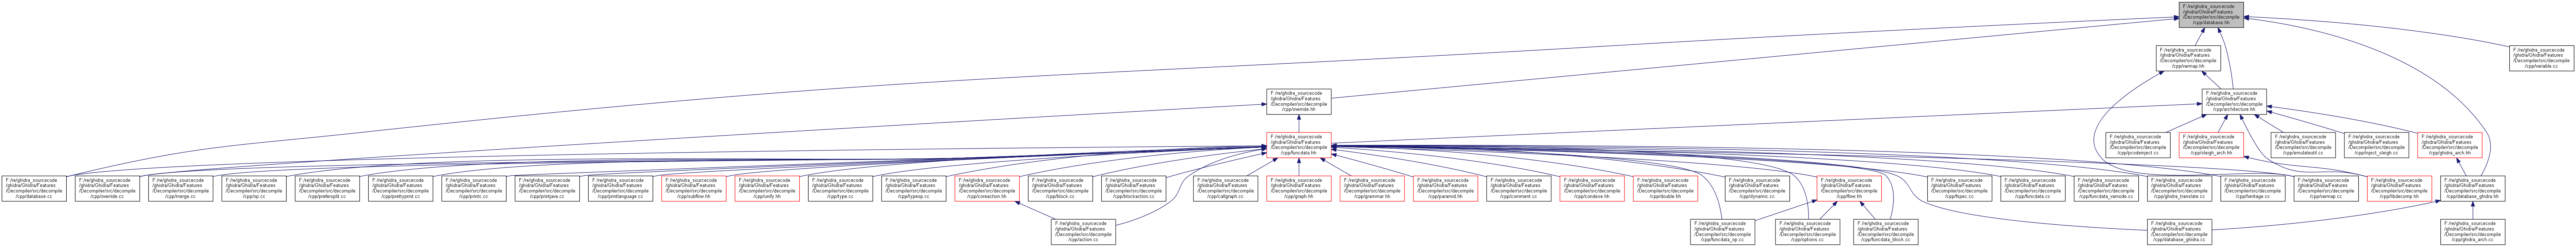 F:/re/ghidra_sourcecode
/ghidra/Ghidra/Features
/Decompiler/src/decompile
/cpp/database.hh
F:/re/ghidra_sourcecode
/ghidra/Ghidra/Features
/Decompiler/src/decompile
/cpp/varmap.hh
F:/re/ghidra_sourcecode
/ghidra/Ghidra/Features
/Decompiler/src/decompile
/cpp/variable.cc
F:/re/ghidra_sourcecode
/ghidra/Ghidra/Features
/Decompiler/src/decompile
/cpp/override.hh
F:/re/ghidra_sourcecode
/ghidra/Ghidra/Features
/Decompiler/src/decompile
/cpp/architecture.hh
F:/re/ghidra_sourcecode
/ghidra/Ghidra/Features
/Decompiler/src/decompile
/cpp/funcdata.hh
F:/re/ghidra_sourcecode
/ghidra/Ghidra/Features
/Decompiler/src/decompile
/cpp/pcodeinject.cc
F:/re/ghidra_sourcecode
/ghidra/Ghidra/Features
/Decompiler/src/decompile
/cpp/sleigh_arch.hh
F:/re/ghidra_sourcecode
/ghidra/Ghidra/Features
/Decompiler/src/decompile
/cpp/emulateutil.cc
F:/re/ghidra_sourcecode
/ghidra/Ghidra/Features
/Decompiler/src/decompile
/cpp/inject_sleigh.cc
F:/re/ghidra_sourcecode
/ghidra/Ghidra/Features
/Decompiler/src/decompile
/cpp/ghidra_arch.hh
F:/re/ghidra_sourcecode
/ghidra/Ghidra/Features
/Decompiler/src/decompile
/cpp/database.cc
F:/re/ghidra_sourcecode
/ghidra/Ghidra/Features
/Decompiler/src/decompile
/cpp/override.cc
F:/re/ghidra_sourcecode
/ghidra/Ghidra/Features
/Decompiler/src/decompile
/cpp/merge.cc
F:/re/ghidra_sourcecode
/ghidra/Ghidra/Features
/Decompiler/src/decompile
/cpp/op.cc
F:/re/ghidra_sourcecode
/ghidra/Ghidra/Features
/Decompiler/src/decompile
/cpp/prefersplit.cc
F:/re/ghidra_sourcecode
/ghidra/Ghidra/Features
/Decompiler/src/decompile
/cpp/prettyprint.cc
F:/re/ghidra_sourcecode
/ghidra/Ghidra/Features
/Decompiler/src/decompile
/cpp/printc.cc
F:/re/ghidra_sourcecode
/ghidra/Ghidra/Features
/Decompiler/src/decompile
/cpp/printjava.cc
F:/re/ghidra_sourcecode
/ghidra/Ghidra/Features
/Decompiler/src/decompile
/cpp/printlanguage.cc
F:/re/ghidra_sourcecode
/ghidra/Ghidra/Features
/Decompiler/src/decompile
/cpp/subflow.hh
F:/re/ghidra_sourcecode
/ghidra/Ghidra/Features
/Decompiler/src/decompile
/cpp/unify.hh
F:/re/ghidra_sourcecode
/ghidra/Ghidra/Features
/Decompiler/src/decompile
/cpp/type.cc
F:/re/ghidra_sourcecode
/ghidra/Ghidra/Features
/Decompiler/src/decompile
/cpp/typeop.cc
F:/re/ghidra_sourcecode
/ghidra/Ghidra/Features
/Decompiler/src/decompile
/cpp/coreaction.hh
F:/re/ghidra_sourcecode
/ghidra/Ghidra/Features
/Decompiler/src/decompile
/cpp/block.cc
F:/re/ghidra_sourcecode
/ghidra/Ghidra/Features
/Decompiler/src/decompile
/cpp/blockaction.cc
F:/re/ghidra_sourcecode
/ghidra/Ghidra/Features
/Decompiler/src/decompile
/cpp/callgraph.cc
F:/re/ghidra_sourcecode
/ghidra/Ghidra/Features
/Decompiler/src/decompile
/cpp/graph.hh
F:/re/ghidra_sourcecode
/ghidra/Ghidra/Features
/Decompiler/src/decompile
/cpp/grammar.hh
F:/re/ghidra_sourcecode
/ghidra/Ghidra/Features
/Decompiler/src/decompile
/cpp/paramid.hh
F:/re/ghidra_sourcecode
/ghidra/Ghidra/Features
/Decompiler/src/decompile
/cpp/comment.cc
F:/re/ghidra_sourcecode
/ghidra/Ghidra/Features
/Decompiler/src/decompile
/cpp/condexe.hh
F:/re/ghidra_sourcecode
/ghidra/Ghidra/Features
/Decompiler/src/decompile
/cpp/double.hh
F:/re/ghidra_sourcecode
/ghidra/Ghidra/Features
/Decompiler/src/decompile
/cpp/dynamic.cc
F:/re/ghidra_sourcecode
/ghidra/Ghidra/Features
/Decompiler/src/decompile
/cpp/flow.hh
F:/re/ghidra_sourcecode
/ghidra/Ghidra/Features
/Decompiler/src/decompile
/cpp/fspec.cc
F:/re/ghidra_sourcecode
/ghidra/Ghidra/Features
/Decompiler/src/decompile
/cpp/funcdata.cc
F:/re/ghidra_sourcecode
/ghidra/Ghidra/Features
/Decompiler/src/decompile
/cpp/funcdata_varnode.cc
F:/re/ghidra_sourcecode
/ghidra/Ghidra/Features
/Decompiler/src/decompile
/cpp/ghidra_translate.cc
F:/re/ghidra_sourcecode
/ghidra/Ghidra/Features
/Decompiler/src/decompile
/cpp/heritage.cc
F:/re/ghidra_sourcecode
/ghidra/Ghidra/Features
/Decompiler/src/decompile
/cpp/varmap.cc
F:/re/ghidra_sourcecode
/ghidra/Ghidra/Features
/Decompiler/src/decompile
/cpp/libdecomp.hh
F:/re/ghidra_sourcecode
/ghidra/Ghidra/Features
/Decompiler/src/decompile
/cpp/database_ghidra.hh
F:/re/ghidra_sourcecode
/ghidra/Ghidra/Features
/Decompiler/src/decompile
/cpp/action.cc
F:/re/ghidra_sourcecode
/ghidra/Ghidra/Features
/Decompiler/src/decompile
/cpp/funcdata_op.cc
F:/re/ghidra_sourcecode
/ghidra/Ghidra/Features
/Decompiler/src/decompile
/cpp/options.cc
F:/re/ghidra_sourcecode
/ghidra/Ghidra/Features
/Decompiler/src/decompile
/cpp/funcdata_block.cc
F:/re/ghidra_sourcecode
/ghidra/Ghidra/Features
/Decompiler/src/decompile
/cpp/database_ghidra.cc
F:/re/ghidra_sourcecode
/ghidra/Ghidra/Features
/Decompiler/src/decompile
/cpp/ghidra_arch.cc